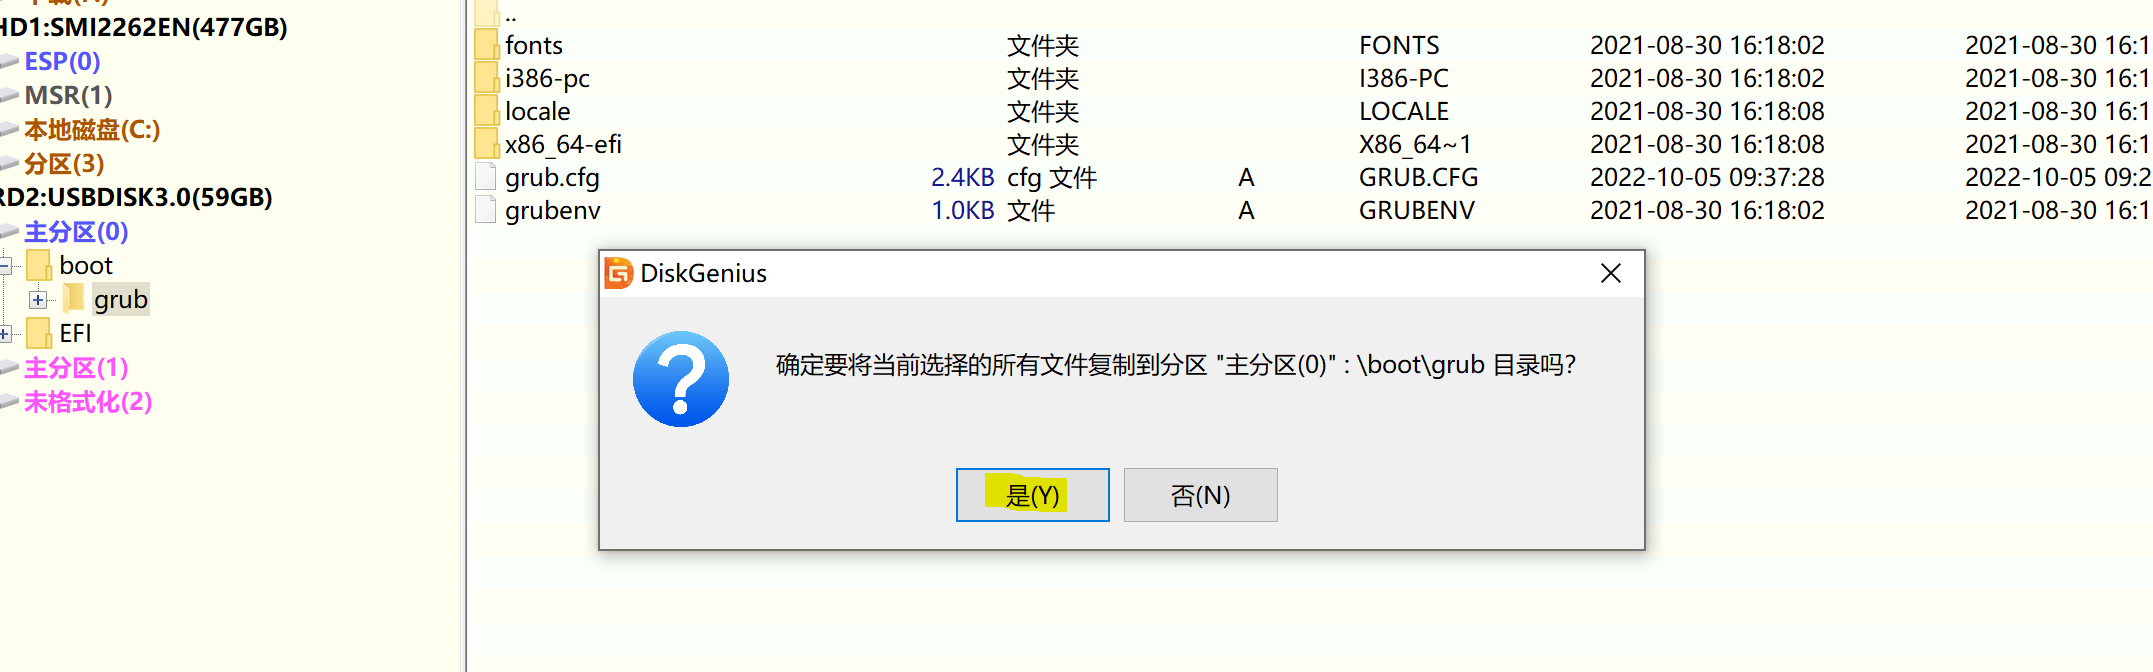 HD1:SMI2262EN(477GB)
ESP(0)
MSR(1)
本地磁盘(C:)
分区(3)
RD2:USBDISK3.0(59GB)
主分区(0)
boot
grub
EFI
主分区(1)
未格式化(2)
..
fonts 文件夹 FONTS 2021-08-30 16:18:02 2021-08-30 16:1
i386-pc 文件夹 I386-PC 2021-08-30 16:18:02 2021-08-30 16:1
locale 文件夹 LOCALE 2021-08-30 16:18:08 2021-08-30 16:1
x86_64-efi 文件夹 X86_64~1 2021-08-30 16:18:08 2021-08-30 16:1
grub.cfg 2.4KB cfg 文件 A GRUB.CFG 2022-10-05 09:37:28 2022-10-05 09:2
grubenv 1.0KB 文件 A GRUBENV 2021-08-30 16:18:02 2021-08-30 16:1
DiskGenius
确定要将当前选择的所有文件复制到分区 "主分区(0)" : \boot\grub 目录吗?
是(Y) 否(N)